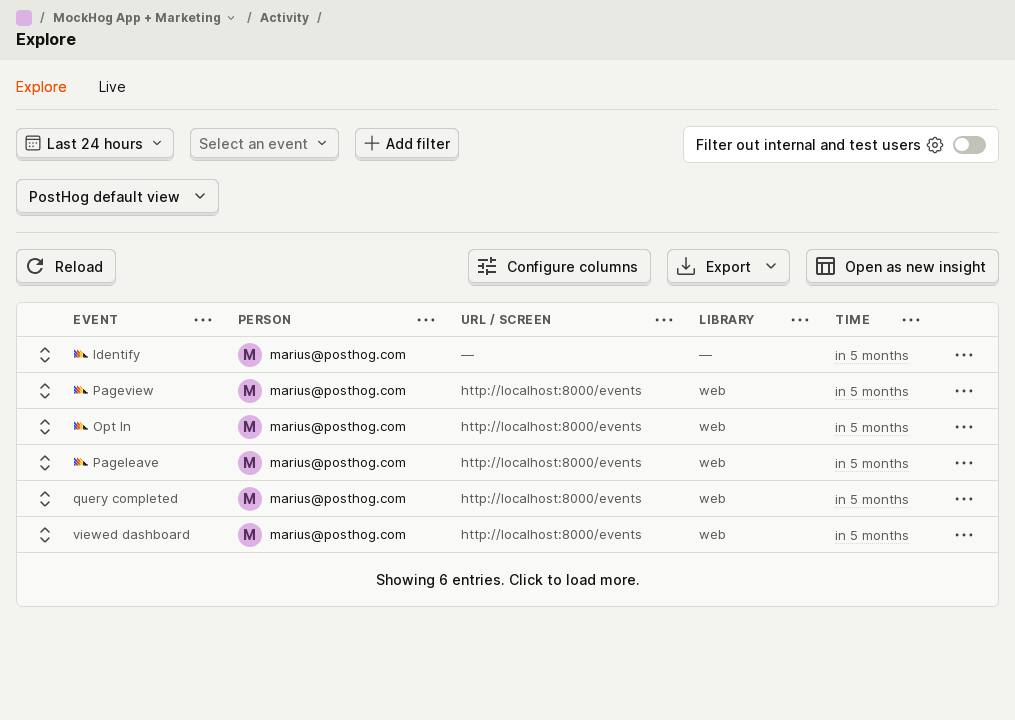 / MockHog App + Marketing / Activity /
Explore
Explore Live
Last 24 hours Select an event Add filter Filter out internal and test users
PostHog default view
Reload Configure columns Export Open as new insight
EVENT PERSON URL / SCREEN LIBRARY TIME
Identify M marius@posthog.com — — in 5 months
Pageview M marius@posthog.com http://localhost:8000/events web in 5 months
Opt In M marius@posthog.com http://localhost:8000/events web in 5 months
Pageleave M marius@posthog.com http://localhost:8000/events web in 5 months
query completed M marius@posthog.com http://localhost:8000/events web in 5 months
viewed dashboard M marius@posthog.com http://localhost:8000/events web in 5 months
Showing 6 entries. Click to load more.